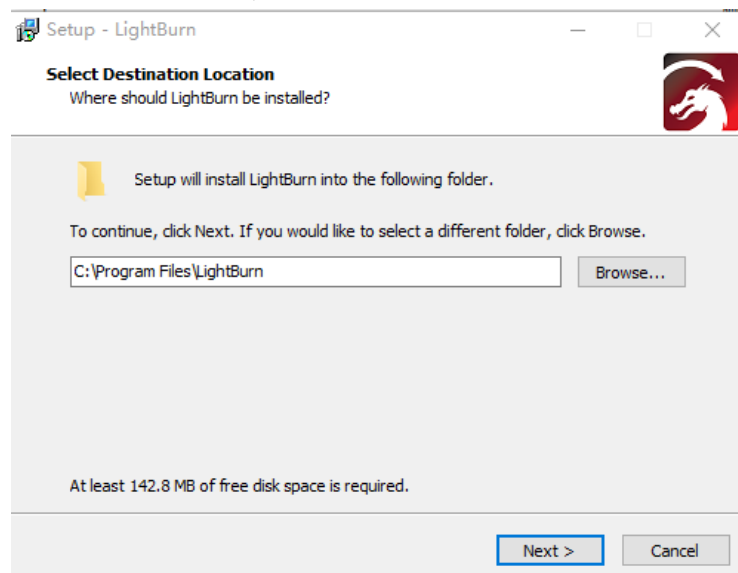 Setup - LightBurn
Select Destination Location
Where should LightBurn be installed?
Setup will install LightBurn into the following folder.
To continue, click Next. If you would like to select a different folder, click Browse.
C:\Program Files\LightBurn
Browse...
At least 142.8 MB of free disk space is required.
Next >
Cancel